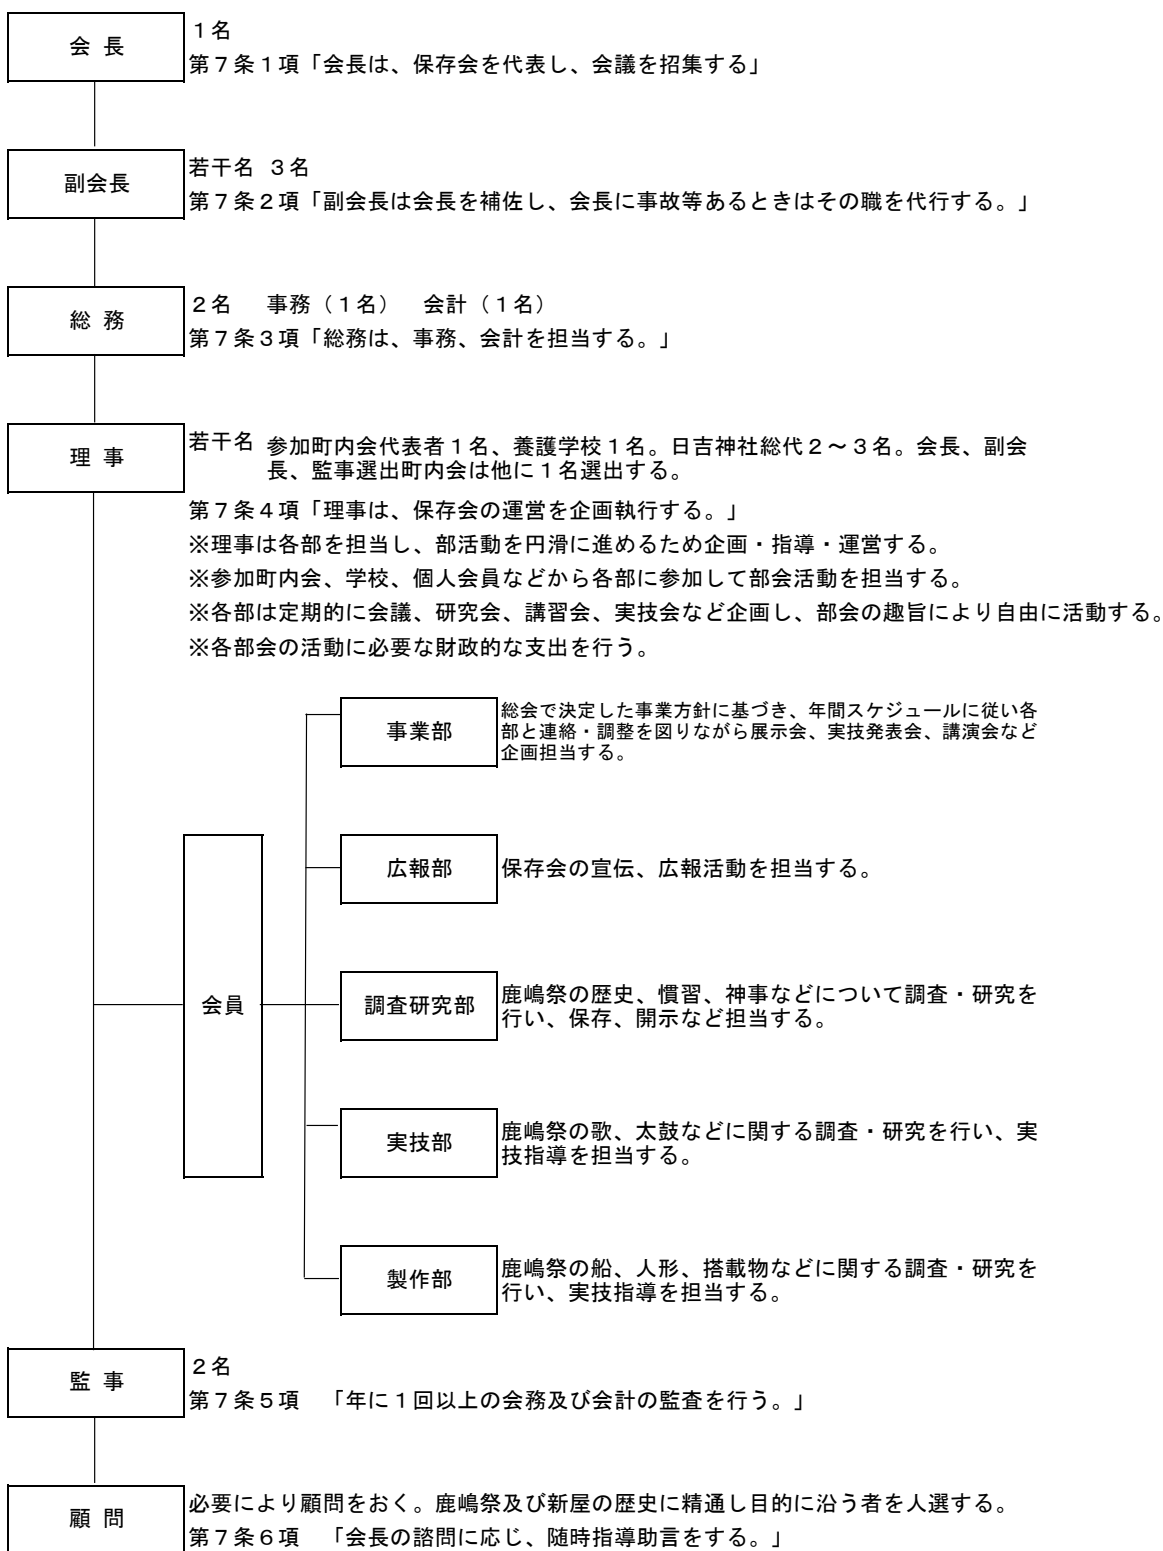 会 長
１名
第７条１項「会長は、保存会を代表し、会議を招集する」
副会長
若干名 ３名
第７条２項「副会長は会長を補佐し、会長に事故等あるときはその職を代行する。」
総 務
２名　事務（１名）　会計（１名）
第７条３項「総務は、事務、会計を担当する。」
理 事
若干名 参加町内会代表者１名、養護学校１名。日吉神社総代２～３名。会長、副会
長、監事選出町内会は他に１名選出する。
第７条４項「理事は、保存会の運営を企画執行する。」
※理事は各部を担当し、部活動を円滑に進めるため企画・指導・運営する。
※参加町内会、学校、個人会員などから各部に参加して部会活動を担当する。
※各部は定期的に会議、研究会、講習会、実技会など企画し、部会の趣旨により自由に活動する。
※各部会の活動に必要な財政的な支出を行う。
会員
事業部
総会で決定した事業方針に基づき、年間スケジュールに従い各
部と連絡・調整を図りながら展示会、実技発表会、講演会など
企画担当する。
広報部
保存会の宣伝、広報活動を担当する。
調査研究部
鹿嶋祭の歴史、慣習、神事などについて調査・研究を
行い、保存、開示など担当する。
実技部
鹿嶋祭の歌、太鼓などに関する調査・研究を行い、実
技指導を担当する。
製作部
鹿嶋祭の船、人形、搭載物などに関する調査・研究を
行い、実技指導を担当する。
監 事
２名
第７条５項　「年に１回以上の会務及び会計の監査を行う。」
顧 問
必要により顧問をおく。鹿嶋祭及び新屋の歴史に精通し目的に沿う者を人選する。
第７条６項　「会長の諮問に応じ、随時指導助言をする。」